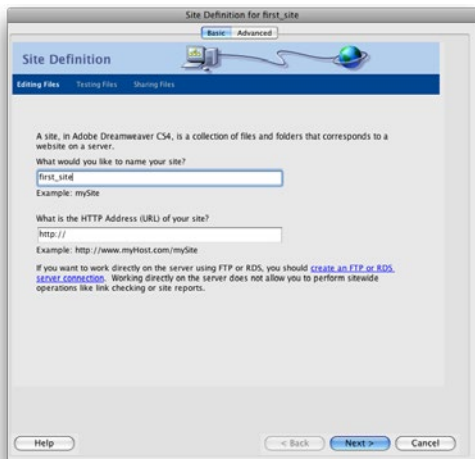 Site Definition for first_site
Basic Advanced
Site Definition
Editing Files Testing Files Sharing Files
A site, in Adobe Dreamweaver CS4, is a collection of files and folders that corresponds to a
website on a server.
What would you like to name your site?
first_site
Example: mySite
What is the HTTP Address (URL) of your site?
http://
Example: http://www.myHost.com/mySite
If you want to work directly on the server using FTP or RDS, you should create an FTP or RDS
server connection. Working directly on the server does not allow you to perform sitewide
operations like link checking or site reports.
Help < Back Next > Cancel